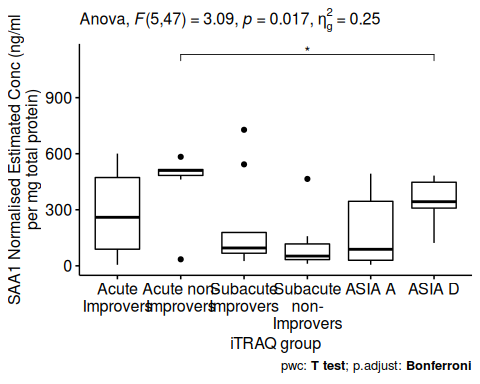 Anova, F(5,47) = 3.09, p = 0.017, η²g = 0.25
SAA1 Normalised Estimated Conc (ng/ml
per mg total protein)
*
900
600
300
0
Acute
Improvers
Acute non-
Improvers
Subacute
Improvers
Subacute
non-
Improvers
ASIA A
ASIA D
iTRAQ group
pwc: T test; p.adjust: Bonferroni